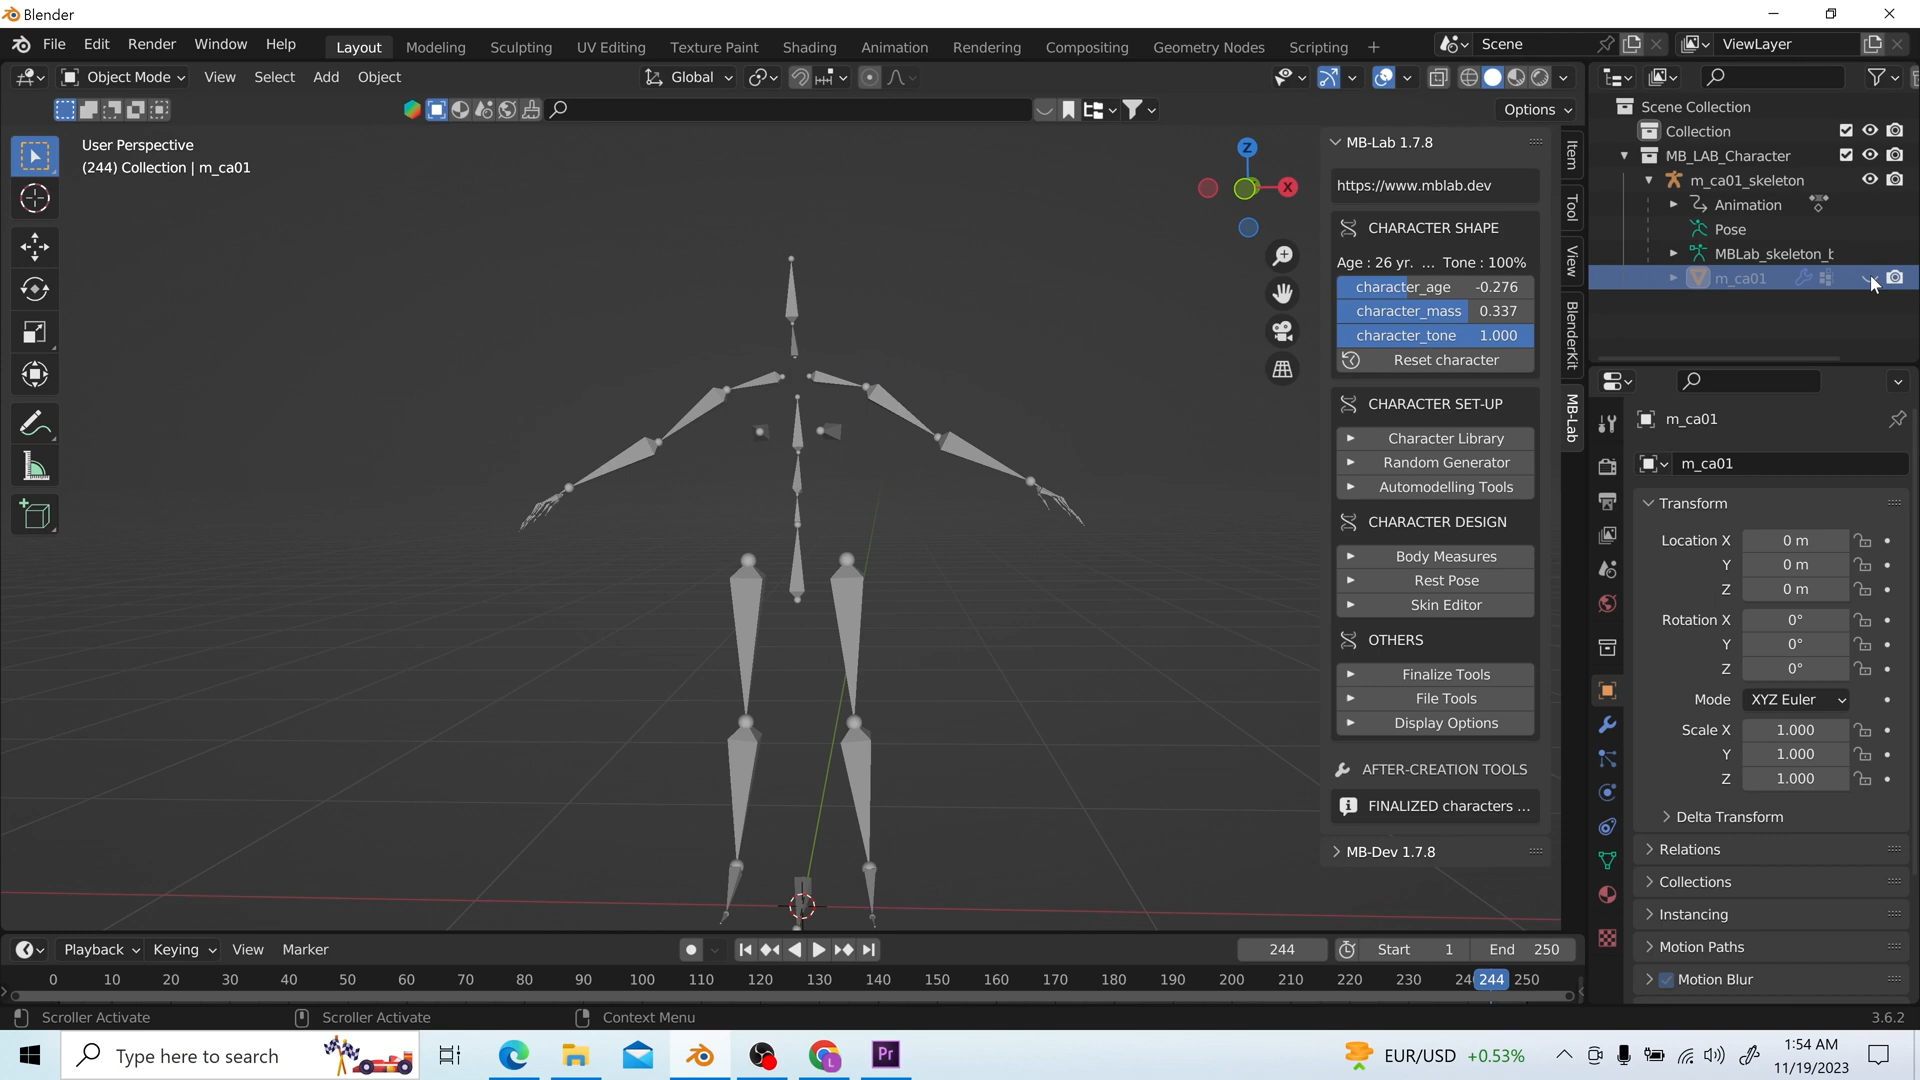 Blender
File Edit Render Window Help Layout Modeling Sculpting UV Editing Texture Paint Shading Animation Rendering Compositing Geometry Nodes Scripting + Scene ViewLayer
Object Mode View Select Add Object Global
Options
User Perspective
(244) Collection | m_ca01
Z
X
MB-Lab 1.7.8
https://www.mblab.dev
CHARACTER SHAPE
Age : 26 yr. ... Tone : 100%
character_age -0.276
character_mass 0.337
character_tone 1.000
Reset character
CHARACTER SET-UP
Character Library
Random Generator
Automodelling Tools
CHARACTER DESIGN
Body Measures
Rest Pose
Skin Editor
OTHERS
Finalize Tools
File Tools
Display Options
AFTER-CREATION TOOLS
FINALIZED characters ...
MB-Dev 1.7.8
Item
Tool
View
BlenderKit
MB-Lab
Scene Collection
Collection
MB_LAB_Character
m_ca01_skeleton
Animation
Pose
MBLab_skeleton_b
m_ca01
m_ca01
m_ca01
Transform
Location X 0 m
Y 0 m
Z 0 m
Rotation X 0°
Y 0°
Z 0°
Mode XYZ Euler
Scale X 1.000
Y 1.000
Z 1.000
Delta Transform
Relations
Collections
Instancing
Motion Paths
Motion Blur
Playback Keying View Marker 244 Start 1 End 250
0 10 20 30 40 50 60 70 80 90 100 110 120 130 140 150 160 170 180 190 200 210 220 230 24 244 250
Scroller Activate Scroller Activate Context Menu 3.6.2
Type here to search Pr EUR/USD +0.53% 1:54 AM
11/19/2023